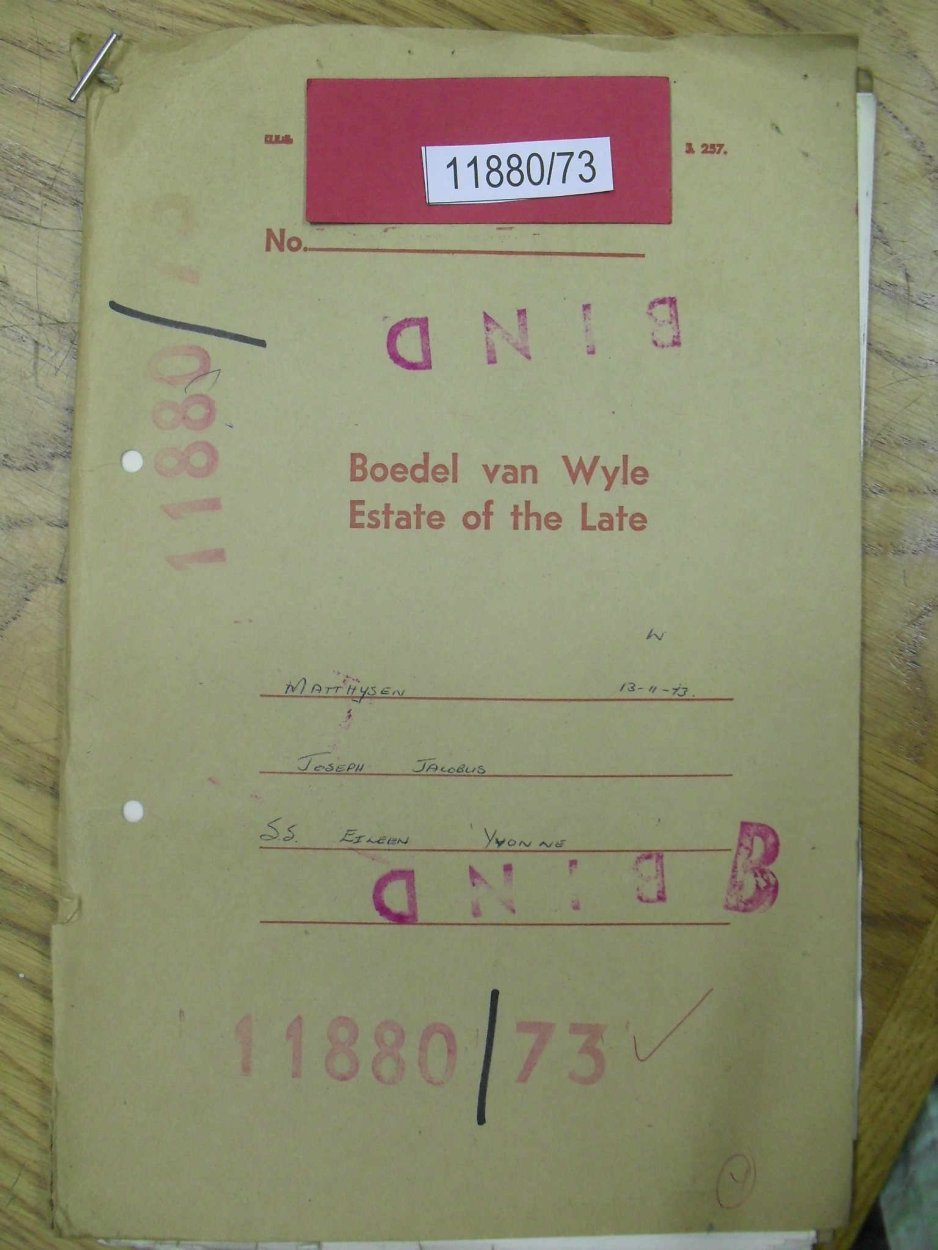 J. 257.
11880/73
No.
BIND
11880/
Boedel van Wyle
Estate of the Late
W
MATTHYSEN 13-11-73.
JOSEPH JACOBUS
SS. EILEEN YVONNE
BIND B
11880/73